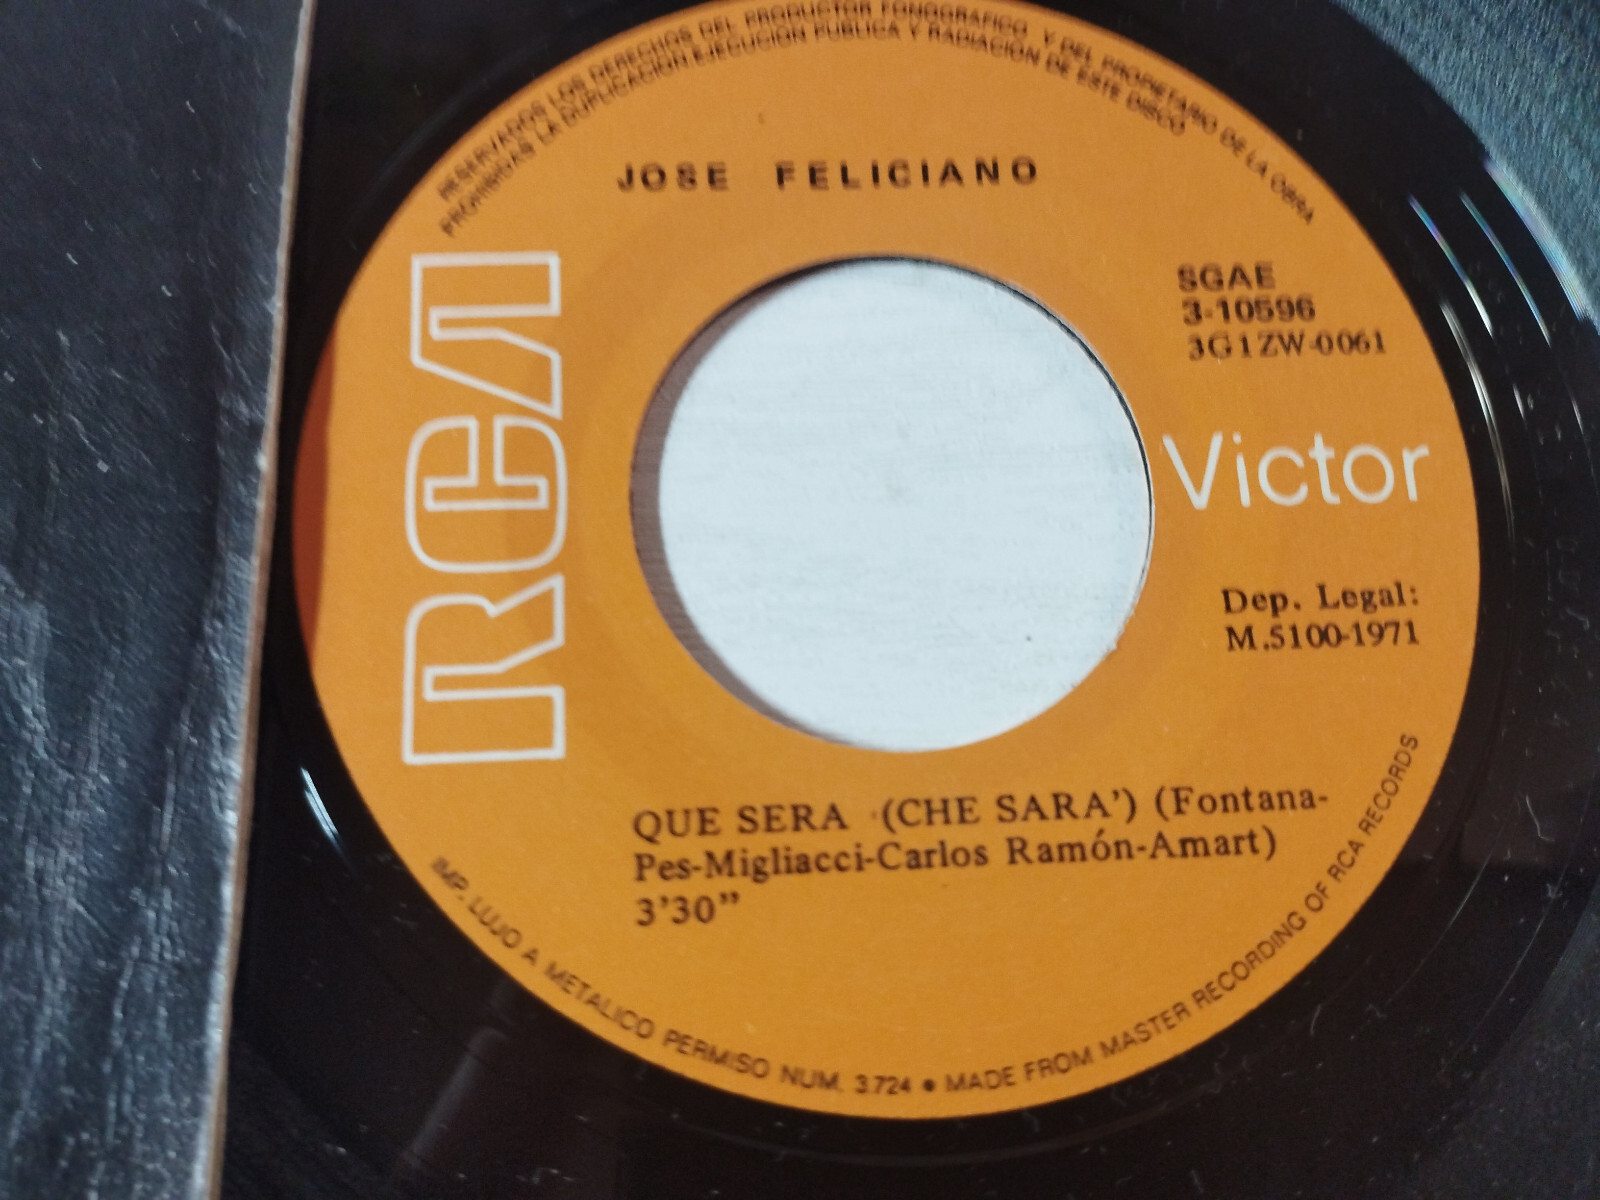 RESERVADOS LOS DERECHOS DEL PRODUCTOR FONOGRAFICO Y DEL PROPIETARIO DE LA OBRA
PROHIBIDAS LA DUPLICACION, EJECUCION PUBLICA Y RADIACION DE ESTE DISCO
JOSE FELICIANO
SGAE
3-10596
3G1ZW-0061
RCA
Victor
Dep. Legal:
M.5100-1971
QUE SERA (CHE SARA') (Fontana-
Pes-Migliacci-Carlos Ramón-Amart)
3'30"
IMP. LUJO A METALICO PERMISO NUM. 3.724 ● MADE FROM MASTER RECORDING OF RCA RECORDS